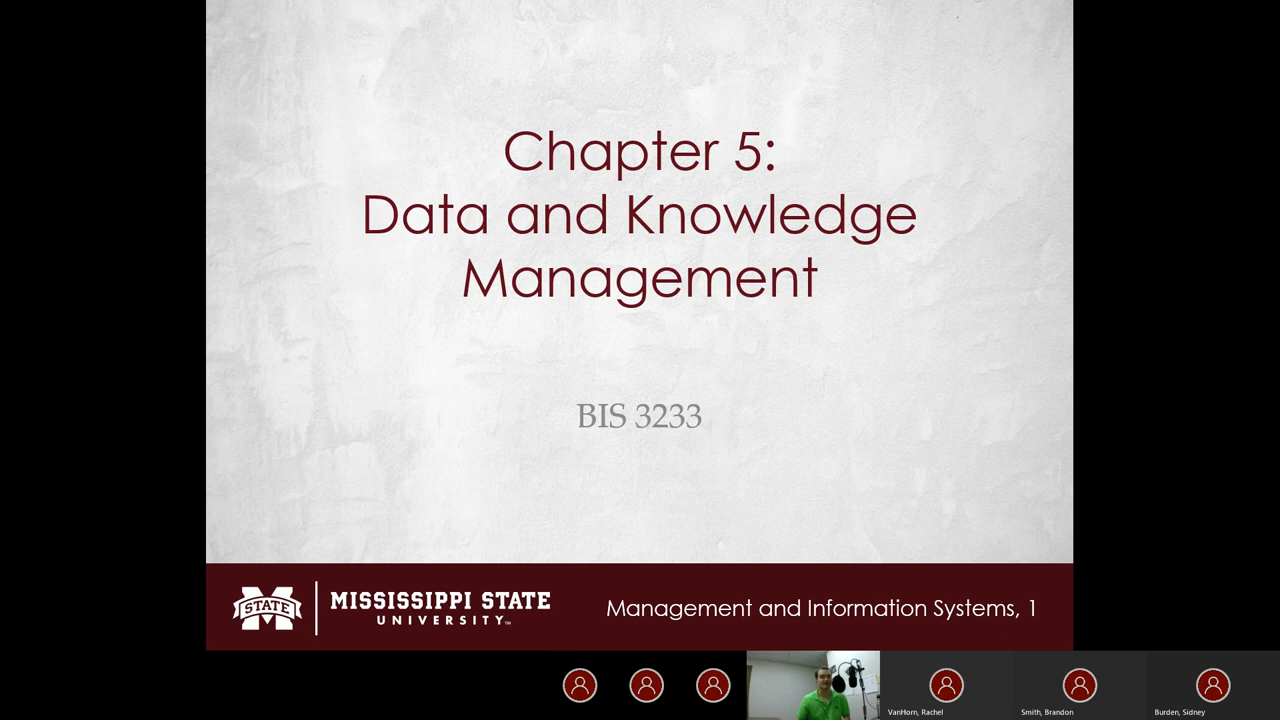 Chapter 5:
Data and Knowledge
Management
BIS 3233
STATE
MISSISSIPPI STATE
UNIVERSITY™
Management and Information Systems, 1
VanHorn, Rachel
Smith, Brandon
Burden, Sidney